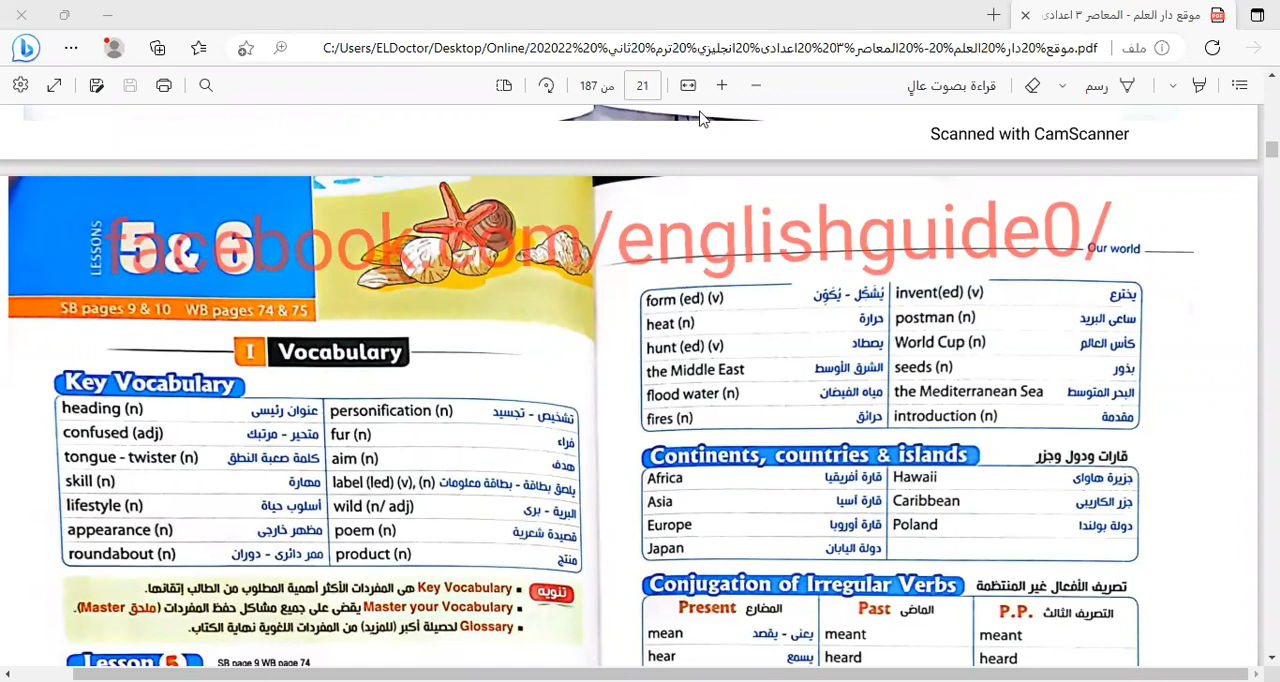 موقع دار العلم - المعاصر ٣ اعدادى
C:/Users/ELDoctor/Desktop/Online/202022%20موقع%20دار%20العلم%20-%20المعاصر%20٣%20اعدادى%20انجليزي%20ترم%20ثاني.pdf
ملف
21
من 187
قراءة بصوت عالٍ
رسم
Scanned with CamScanner
facebook.com/englishguide0/
LESSONS
5 & 6
SB pages 9 & 10 WB pages 74 & 75
I Vocabulary
Key Vocabulary
heading (n) عنوان رئيسى
personification (n) تشخيص - تجسيد
confused (adj) متحير - مرتبك
fur (n) فراء
tongue - twister (n) كلمة صعبة النطق
aim (n) هدف
skill (n) مهارة
label (led) (v), (n) يلصق بطاقة - بطاقة معلومات
lifestyle (n) أسلوب حياة
wild (n/ adj) البرية - برى
appearance (n) مظهر خارجى
poem (n) قصيدة شعرية
roundabout (n) ممر دائرى - دوران
product (n) منتج
تنويه
▪ Key Vocabulary هى المفردات الأكثر أهمية المطلوب من الطالب إتقانها.
▪ Master your Vocabulary يقضى على جميع مشاكل حفظ المفردات (ملحق Master).
▪ Glossary لحصيلة أكبر (للمزيد) من المفردات اللغوية نهاية الكتاب.
Lesson 5 SB page 9 WB page 74
Our world
form (ed) (v) يُشَكِّل - يُكَوِّن
invent(ed) (v) يخترع
heat (n) حرارة
postman (n) ساعى البريد
hunt (ed) (v) يصطاد
World Cup (n) كأس العالم
the Middle East الشرق الأوسط
seeds (n) بذور
flood water (n) مياه الفيضان
the Mediterranean Sea البحر المتوسط
fires (n) حرائق
introduction (n) مقدمة
Continents, countries & islands قارات ودول وجزر
Africa قارة أفريقيا
Hawaii جزيرة هاواى
Asia قارة آسيا
Caribbean جزر الكاريبى
Europe قارة أوروبا
Poland دولة بولندا
Japan دولة اليابان
Conjugation of Irregular Verbs تصريف الأفعال غير المنتظمة
Present المضارع Past الماضى P.P. التصريف الثالث
mean يعنى - يقصد meant meant
hear يسمع heard heard